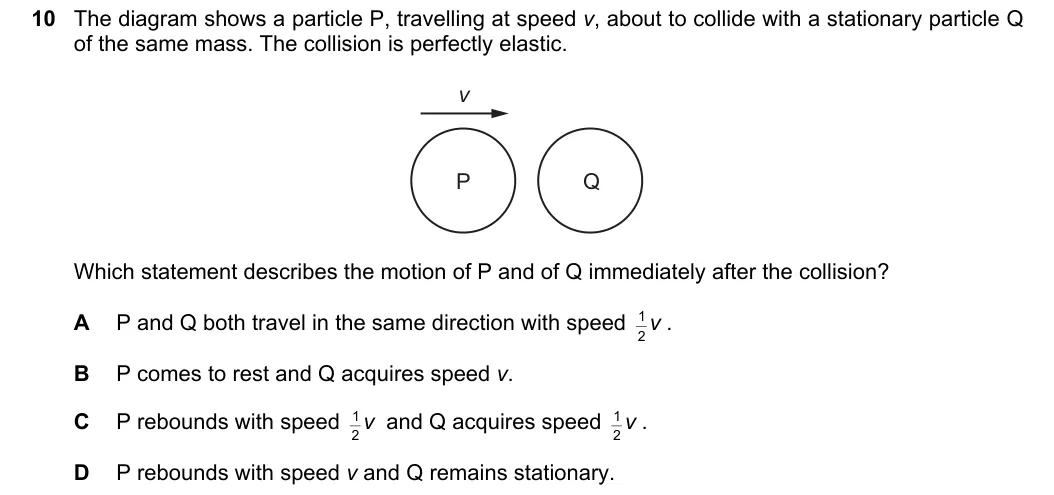 10 The diagram shows a particle P, travelling at speed v, about to collide with a stationary particle Q
of the same mass. The collision is perfectly elastic.
v
P
Q
Which statement describes the motion of P and of Q immediately after the collision?
A P and Q both travel in the same direction with speed 1/2 v.
B P comes to rest and Q acquires speed v.
C P rebounds with speed 1/2 v and Q acquires speed 1/2 v.
D P rebounds with speed v and Q remains stationary.